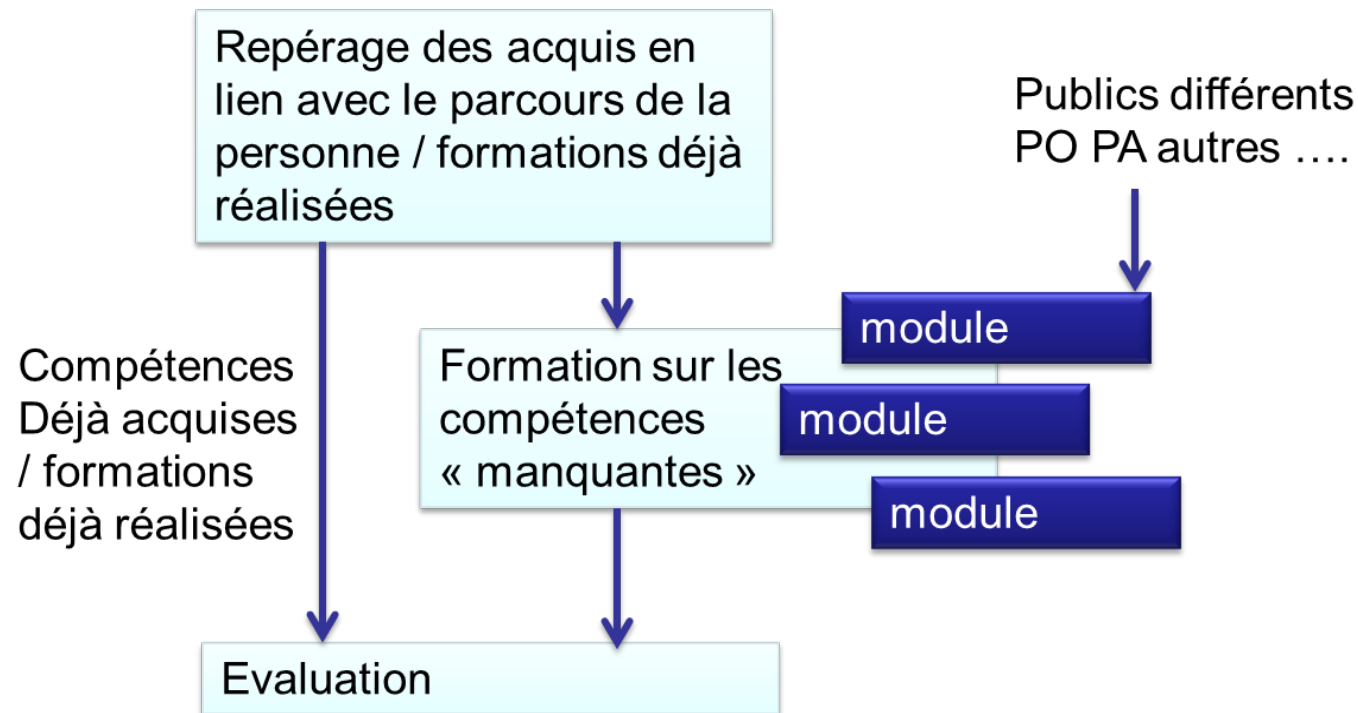 Repérage des acquis en
lien avec le parcours de la
personne / formations déjà
réalisées
Publics différents
PO PA autres ….
module
Compétences
Déjà acquises
/ formations
déjà réalisées
Formation sur les
compétences
« manquantes »
module
module
Evaluation